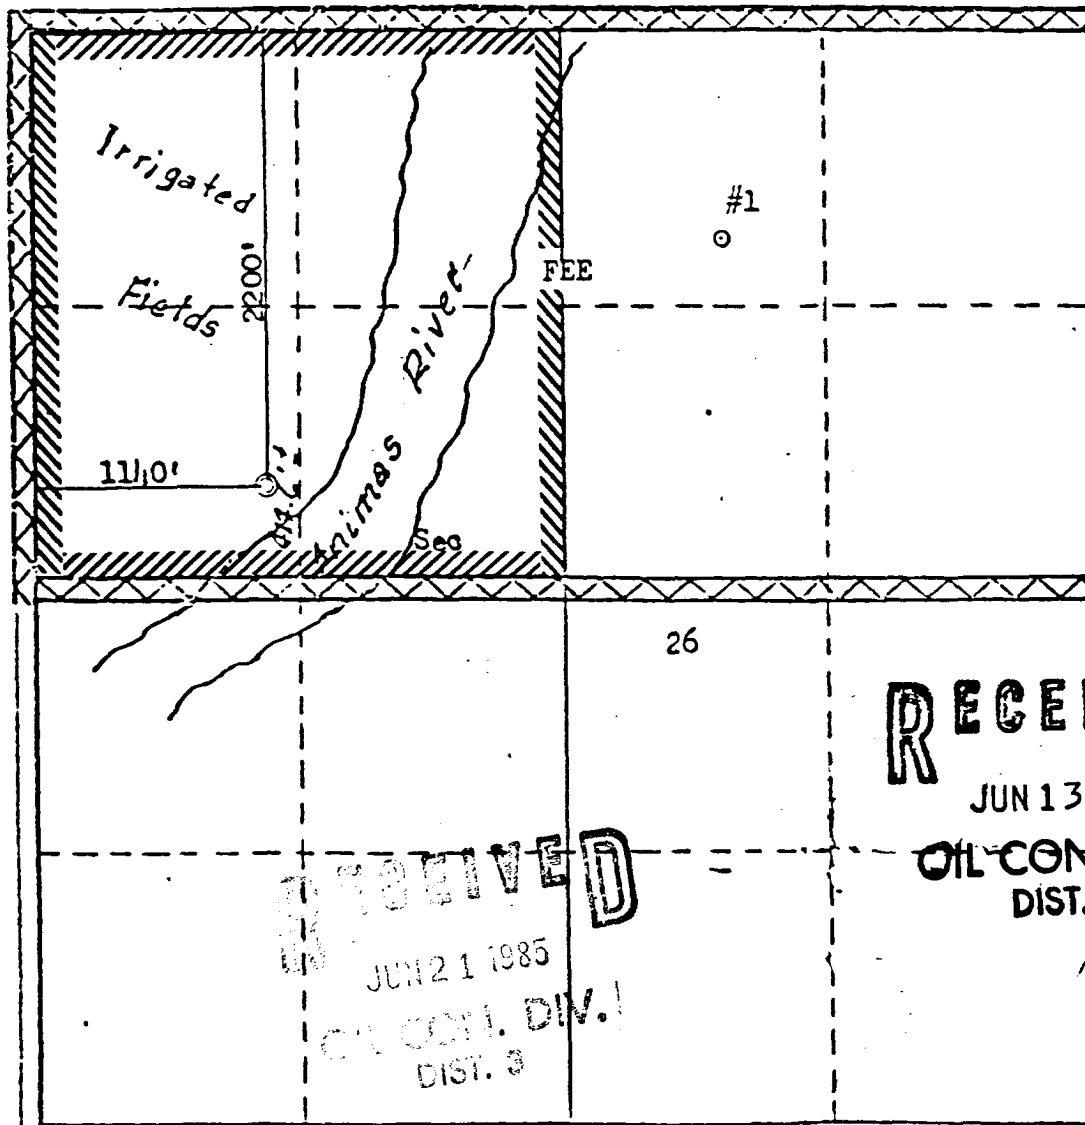 Irrigated
Fields
2200'
#1
FEE
Animas River
1140'
Sec
26
RECEI
JUN 13
OIL CON
DIST.
RECEIVED
JUN 21 1985
OIL CON. DIV.
DIST. 3